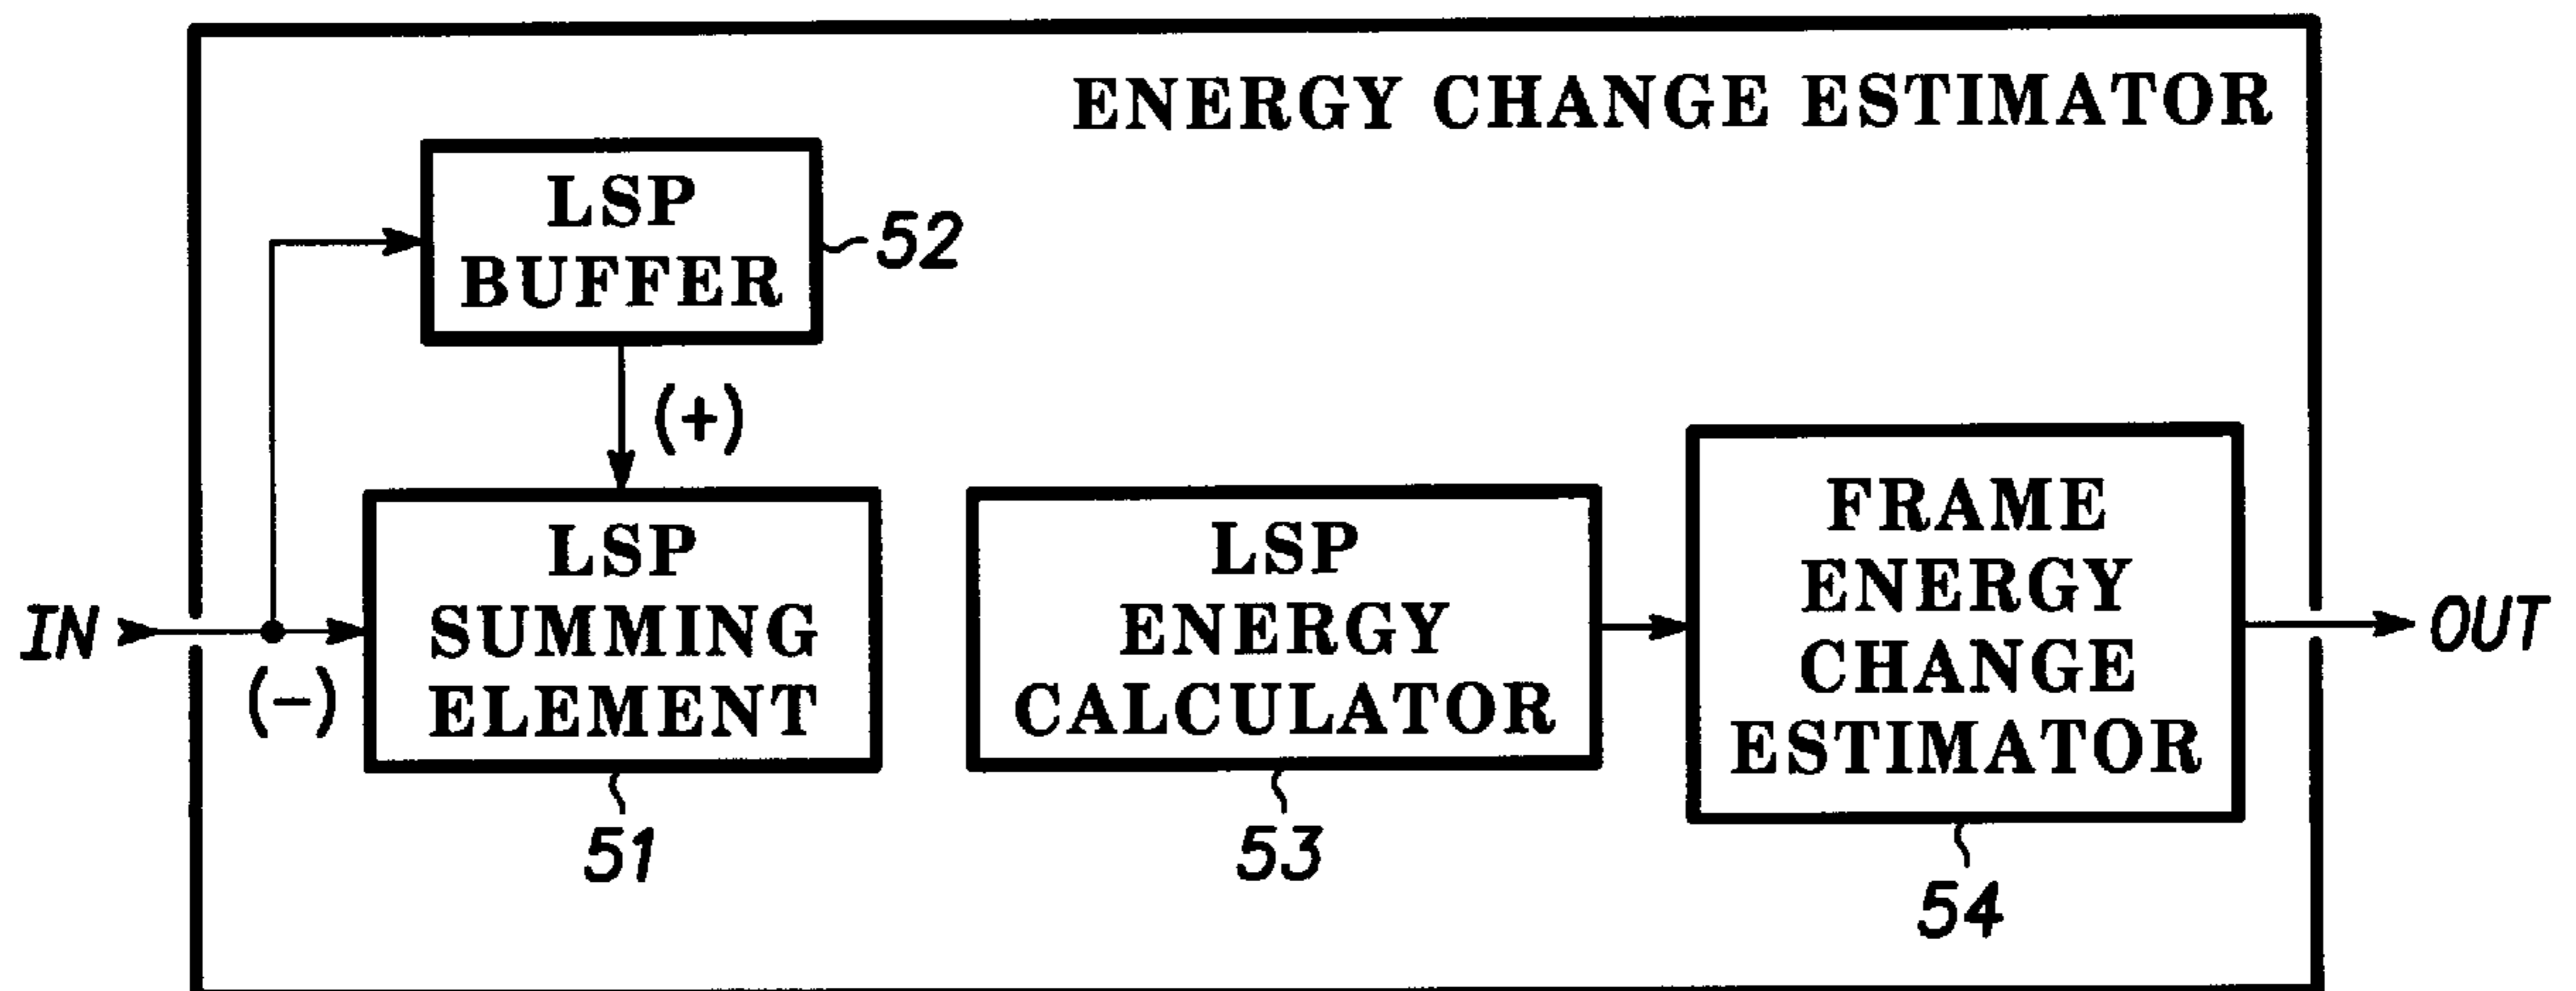 ENERGY CHANGE ESTIMATOR
LSP
BUFFER
52
(+)
IN
(-)
LSP
SUMMING
ELEMENT
51
LSP
ENERGY
CALCULATOR
53
FRAME
ENERGY
CHANGE
ESTIMATOR
54
OUT